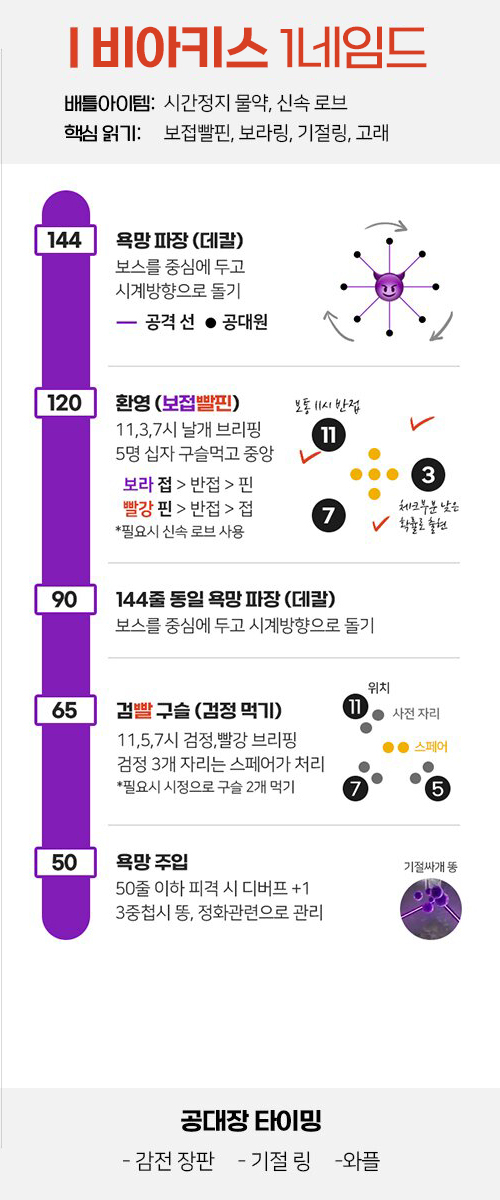 I 비아키스 1네임드
배틀아이템: 시간정지 물약, 신속 로브
핵심 읽기: 보접빨핀, 보라링, 기절링, 고래
144
욕망 파장 (데칼)
보스를 중심에 두고
시계방향으로 돌기
공격 선 ● 공대원
120
환영 (보접빨핀)
11,3,7시 날개 브리핑
5명 십자 구슬먹고 중앙
보라 접 > 반접 > 핀
빨강 핀 > 반접 > 접
*필요시 신속 로브 사용
보통 11시 반접
11
3
7
체크부분 낮은
확률로 출현
90
144줄 동일 욕망 파장 (데칼)
보스를 중심에 두고 시계방향으로 돌기
65
검빨 구슬 (검정 먹기)
11,5,7시 검정,빨강 브리핑
검정 3개 자리는 스페어가 처리
*필요시 시정으로 구슬 2개 먹기
위치
11
사전 자리
스페어
7
5
50
욕망 주입
50줄 이하 피격 시 디버프 +1
3중첩시 똥, 정화관련으로 관리
기절싸개 똥
공대장 타이밍
- 감전 장판 - 기절 링 -와플